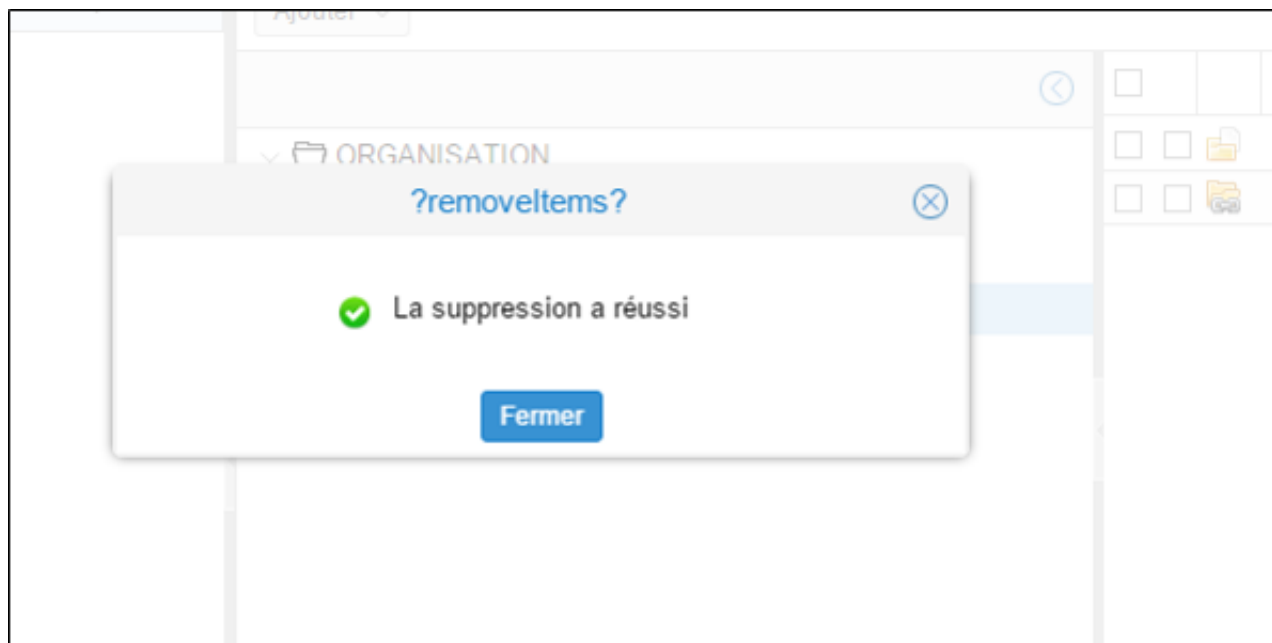 Ajouter
ORGANISATION
?removeItems?
La suppression a réussi
Fermer